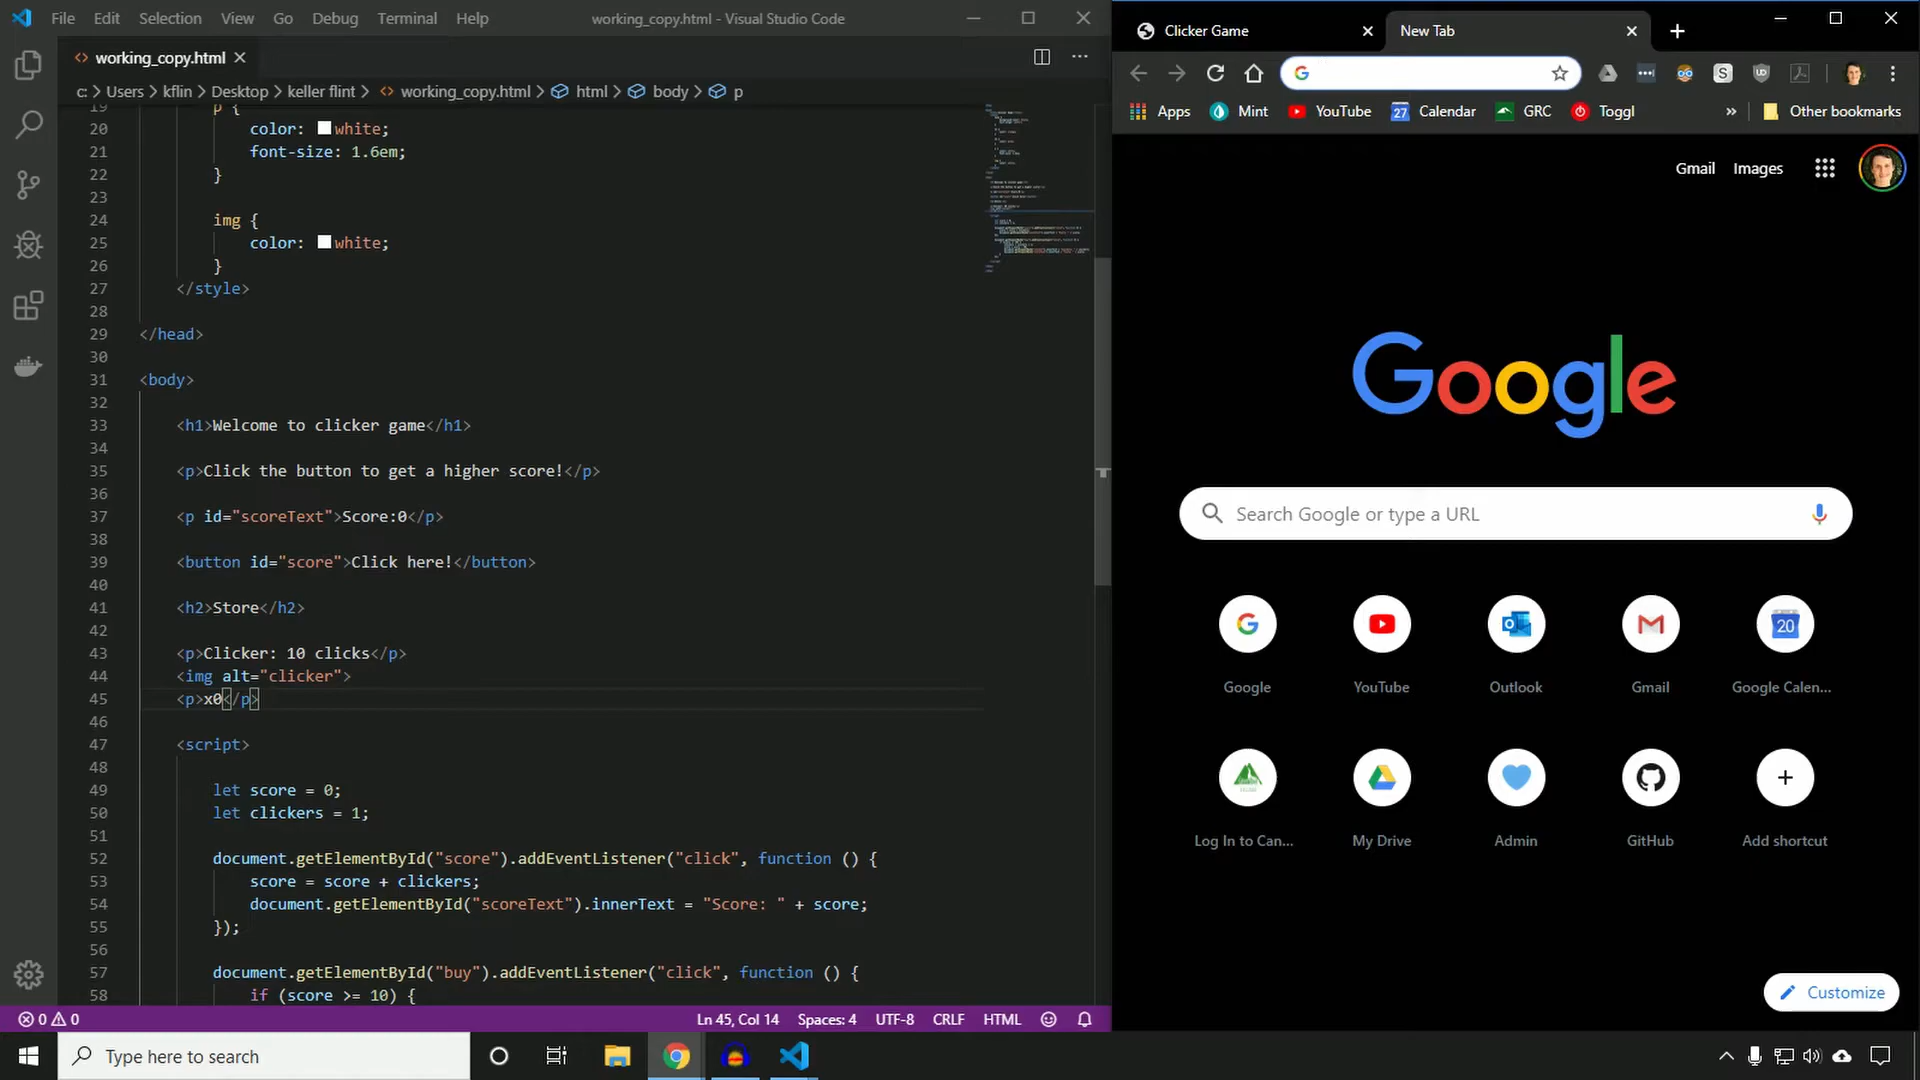 File Edit Selection View Go Debug Terminal Help working_copy.html - Visual Studio Code
working_copy.html
c: > Users > kflin > Desktop > keller flint > working_copy.html > html > body > p
19 p {
20 color: white;
21 font-size: 1.6em;
22 }
23
24 img {
25 color: white;
26 }
27 </style>
28
29 </head>
30
31 <body>
32
33 <h1>Welcome to clicker game</h1>
34
35 <p>Click the button to get a higher score!</p>
36
37 <p id="scoreText">Score:0</p>
38
39 <button id="score">Click here!</button>
40
41 <h2>Store</h2>
42
43 <p>Clicker: 10 clicks</p>
44 <img alt="clicker">
45 <p>x0</p>
46
47 <script>
48
49 let score = 0;
50 let clickers = 1;
51
52 document.getElementById("score").addEventListener("click", function () {
53 score = score + clickers;
54 document.getElementById("scoreText").innerText = "Score: " + score;
55 });
56
57 document.getElementById("buy").addEventListener("click", function () {
58 if (score >= 10) {
0 0 Ln 45, Col 14 Spaces: 4 UTF-8 CRLF HTML
Type here to search
Clicker Game New Tab
Apps Mint YouTube 27 Calendar GRC Toggl » Other bookmarks
Gmail Images
Google
Search Google or type a URL
20
Google YouTube Outlook Gmail Google Calen...
Log In to Can... My Drive Admin GitHub Add shortcut
Customize